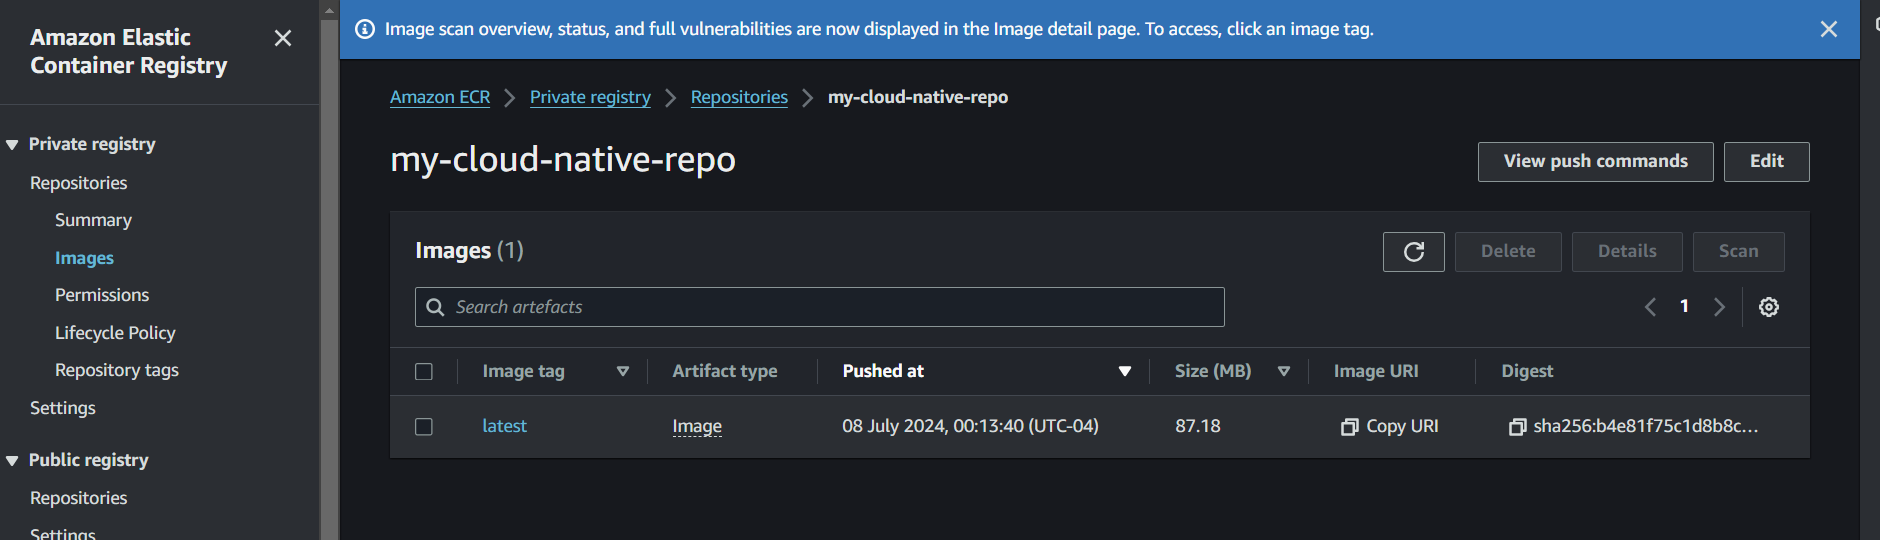 Amazon Elastic
Container Registry
Private registry
Repositories
Summary
Images
Permissions
Lifecycle Policy
Repository tags
Settings
Public registry
Repositories
Settings
Image scan overview, status, and full vulnerabilities are now displayed in the Image detail page. To access, click an image tag.
Amazon ECR Private registry Repositories my-cloud-native-repo
my-cloud-native-repo
View push commands Edit
Images (1)
Delete Details Scan
Search artefacts
1
Image tag Artifact type Pushed at Size (MB) Image URI Digest
latest Image 08 July 2024, 00:13:40 (UTC-04) 87.18 Copy URI sha256:b4e81f75c1d8b8c...